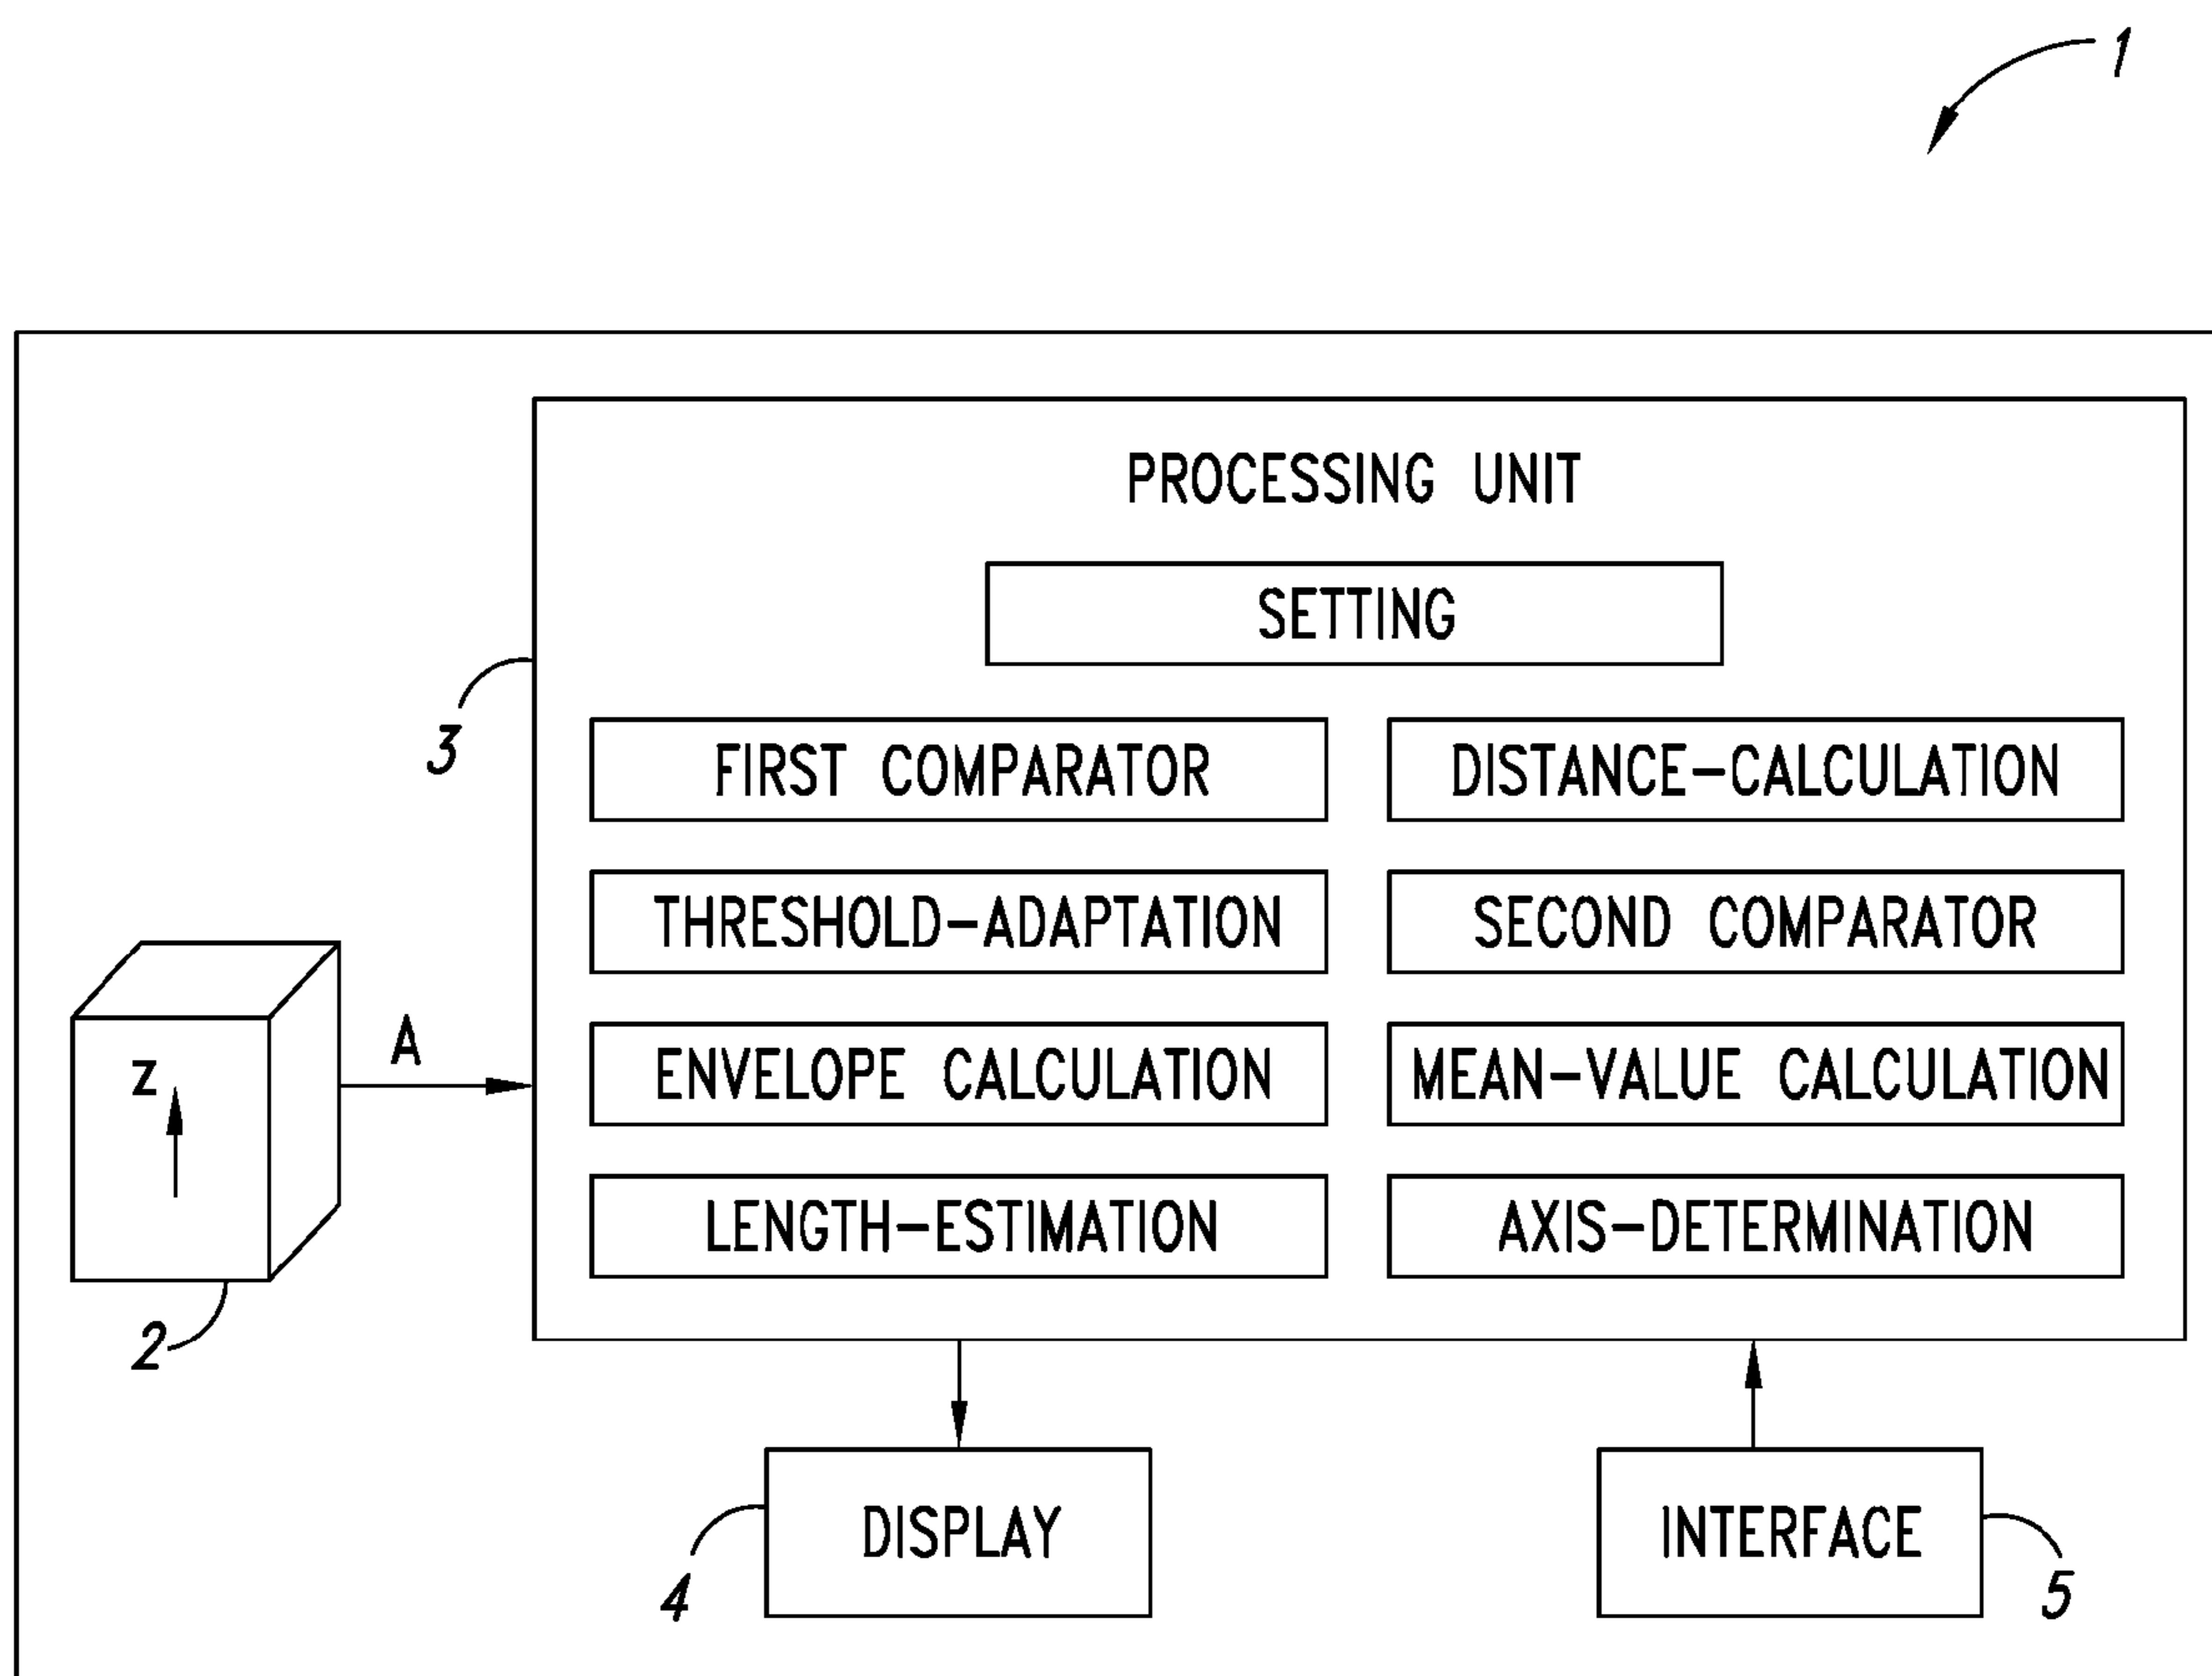 1
PROCESSING UNIT
SETTING
3
FIRST COMPARATOR
DISTANCE-CALCULATION
THRESHOLD-ADAPTATION
SECOND COMPARATOR
ENVELOPE CALCULATION
MEAN-VALUE CALCULATION
LENGTH-ESTIMATION
AXIS-DETERMINATION
A
Z
2
DISPLAY
4
INTERFACE
5